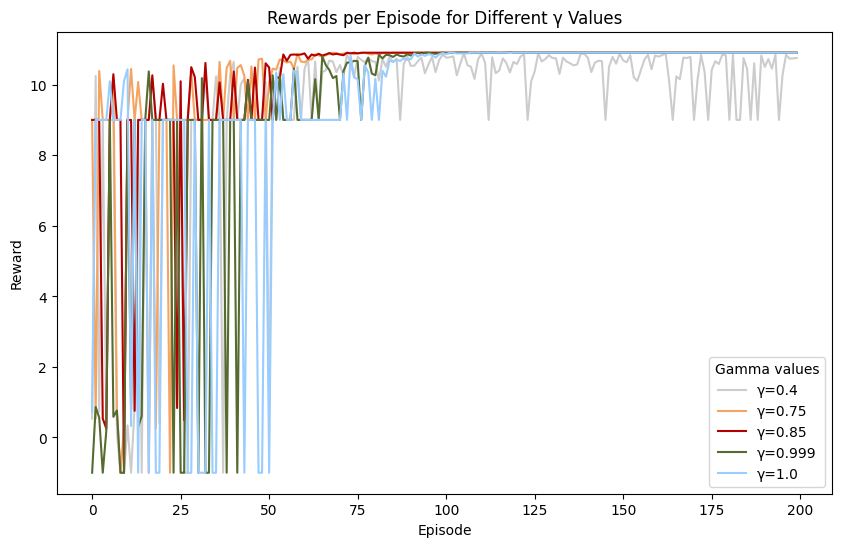 Rewards per Episode for Different γ Values
Reward
10
8
6
4
2
0
0
25
50
75
100
125
150
175
200
Episode
Gamma values
γ=0.4
γ=0.75
γ=0.85
γ=0.999
γ=1.0